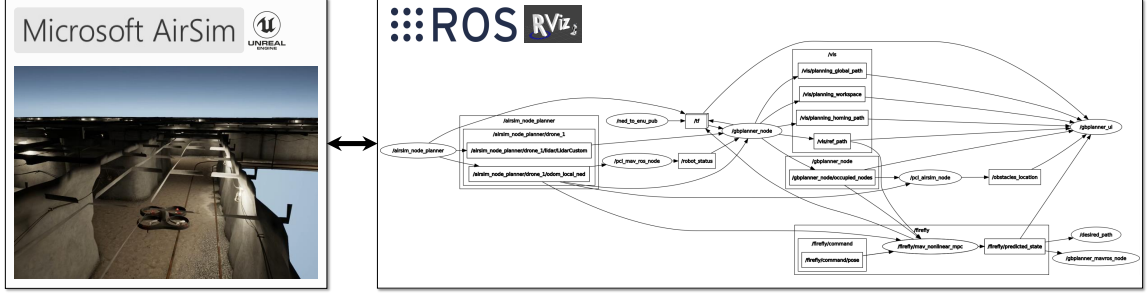 Microsoft AirSim
UNREAL
ENGINE
ROS
RViz
/airsim_node_planner
/airsim_node_planner
/airsim_node_planner/drone_1
/airsim_node_planner/drone_1/lidar/LidarCustom
/airsim_node_planner/drone_1/odom_local_ned
/ned_to_enu_pub
/tf
/pcl_mav_ros_node
/robot_status
/gbplanner_node
/vis
/vis/planning_global_path
/vis/planning_workspace
/vis/planning_homing_path
/vis/ref_path
/gbplanner_node
/gbplanner_node/occupied_nodes
/pcl_airsim_node
/obstacles_location
/gbplanner_ui
/firefly
/firefly/command
/firefly/command/pose
/firefly/mav_nonlinear_mpc
/firefly/predicted_state
/desired_path
/gbplanner_mavros_node